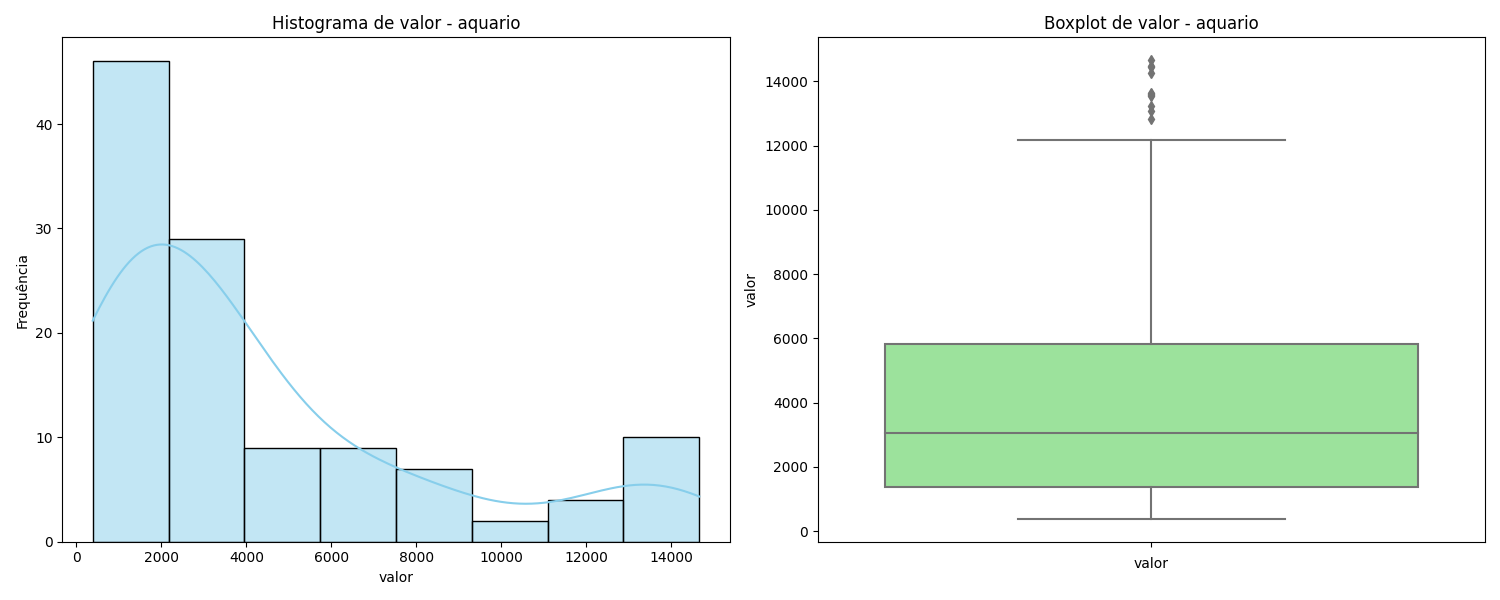 Histograma de valor - aquario
Frequência
40
30
20
10
0
0 2000 4000 6000 8000 10000 12000 14000
valor
Boxplot de valor - aquario
valor
14000
12000
10000
8000
6000
4000
2000
0
valor